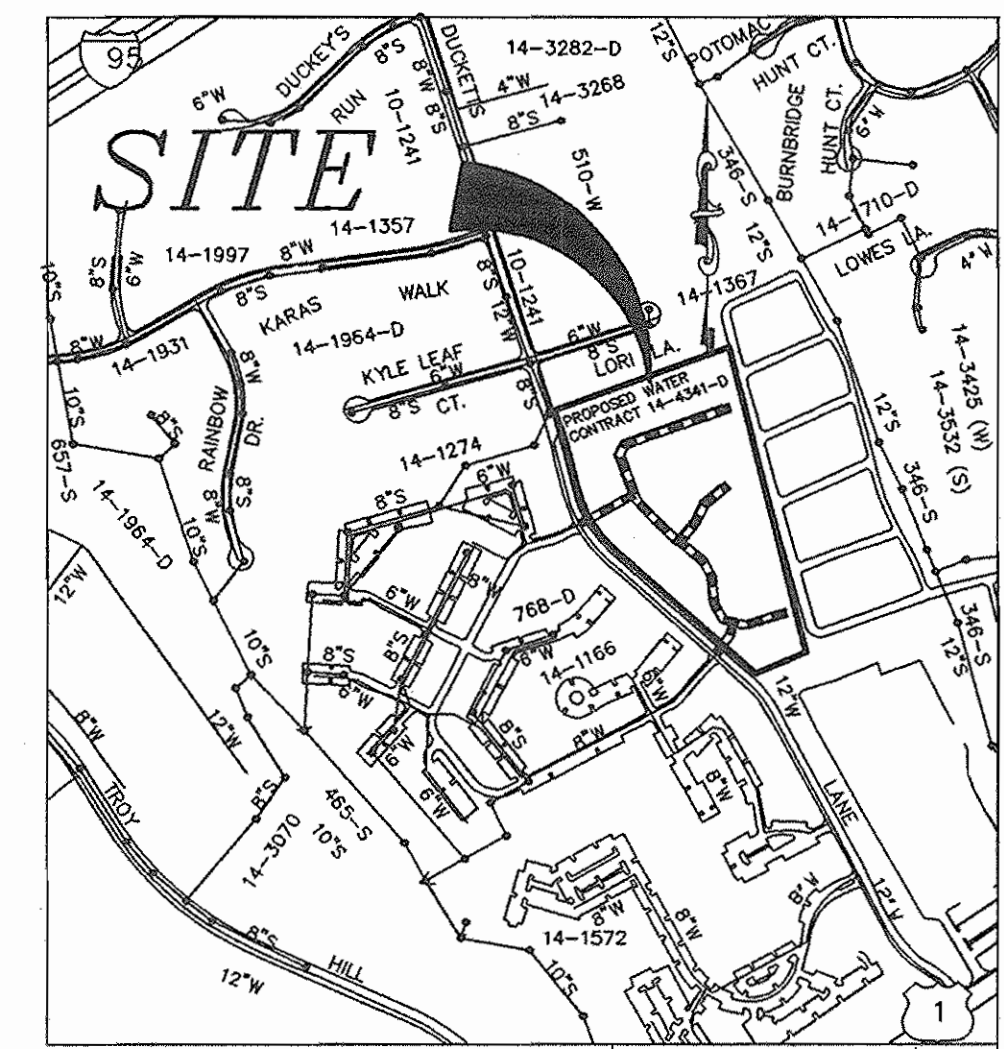 95
DUCKEY'S
RUN
8"S
6"W
DUCKETTS
8"W 8"S
10-1241
14-3282-D
4"W
14-3268
8"S
12"S
POTOMAC
HUNT CT.
BURNBRIDGE
HUNT CT.
6"W
346-S
12"S
14-1710-D
LOWES LA.
4"W
SITE
510-W
14-1357
8"W
14-1997
8"S
6"W
10"S
8"S
KARAS
WALK
8"S
12"W
10-1241
14-1367
14-1964-D
8"W
14-1931
6"W
8"S
LORI LA.
KYLE LEAF
6"W
8"S
CT.
8"S
PROPOSED WATER
CONTRACT 14-4341-D
RAINBOW
DR.
8"W
8"S
8"W
10"S
657-S
8"S
14-1964-D
10"S
14-1274
6"W
8"S
12"S
346-S
14-3425 (W)
14-3532 (S)
12"W
6"W
8"W
768-D
8"S
6"W
14-1166
8"S
6"W
6"W
8"S
6"W
6"W
8"W
8"W
346-S
12"S
10"S
12"W
8"W
TROY
8"S
14-3070
465-S
10"S
12"W
LANE
8"W
12"W
8"W
8"W
14-1572
8"S
HILL
12"W
10"S
1